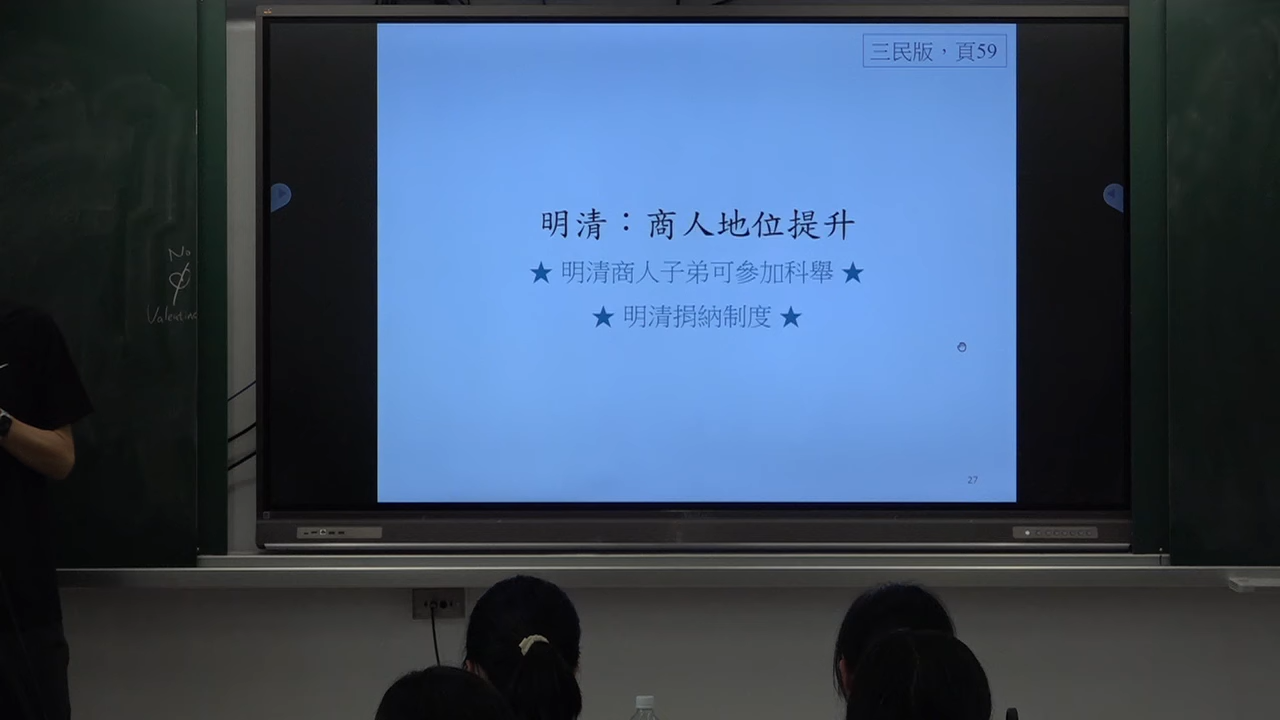 三民版，頁59
明清：商人地位提升
★ 明清商人子弟可參加科舉 ★
★ 明清捐納制度 ★
27
No
Valentine